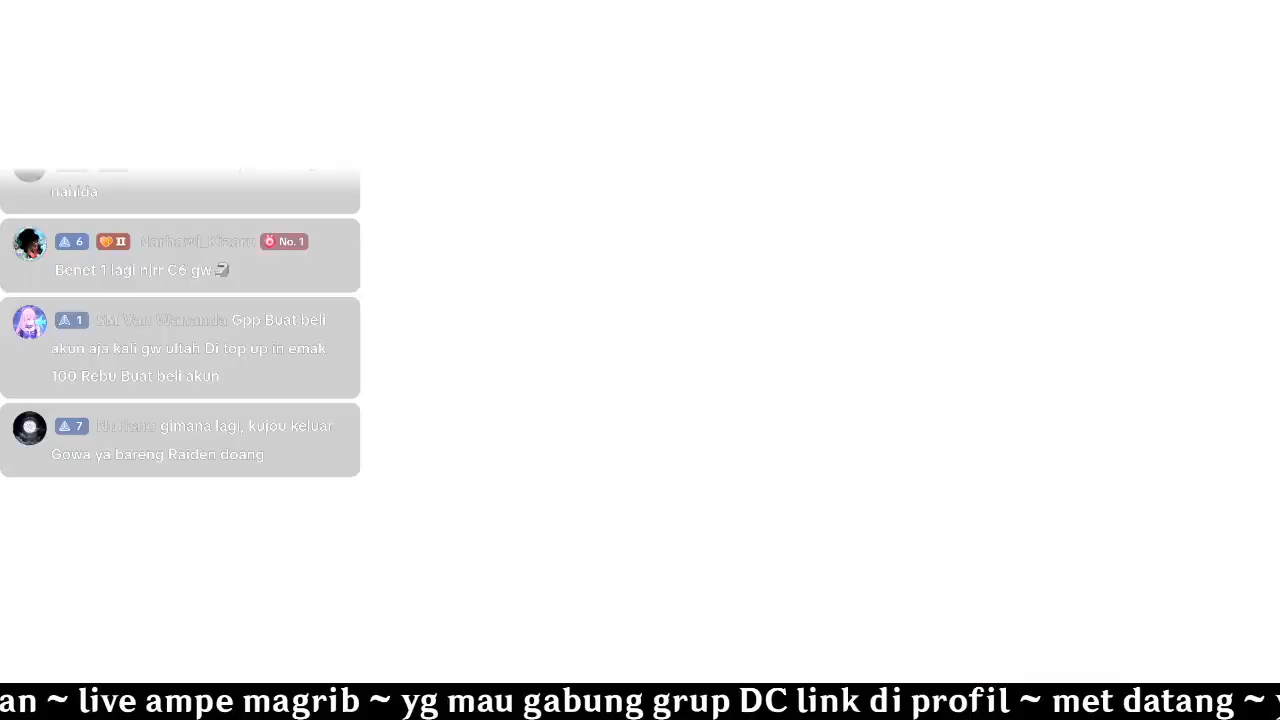 nahida
6 II No. 1
Benet 1 lagi njrr C6 gw
1 Gpp Buat beli
akun aja kali gw ultah Di top up in emak
100 Rebu Buat beli akun
7 gimana lagi, kujou keluar
Gowa ya bareng Raiden doang
an ~ live ampe magrib ~ yg mau gabung grup DC link di profil ~ met datang ~